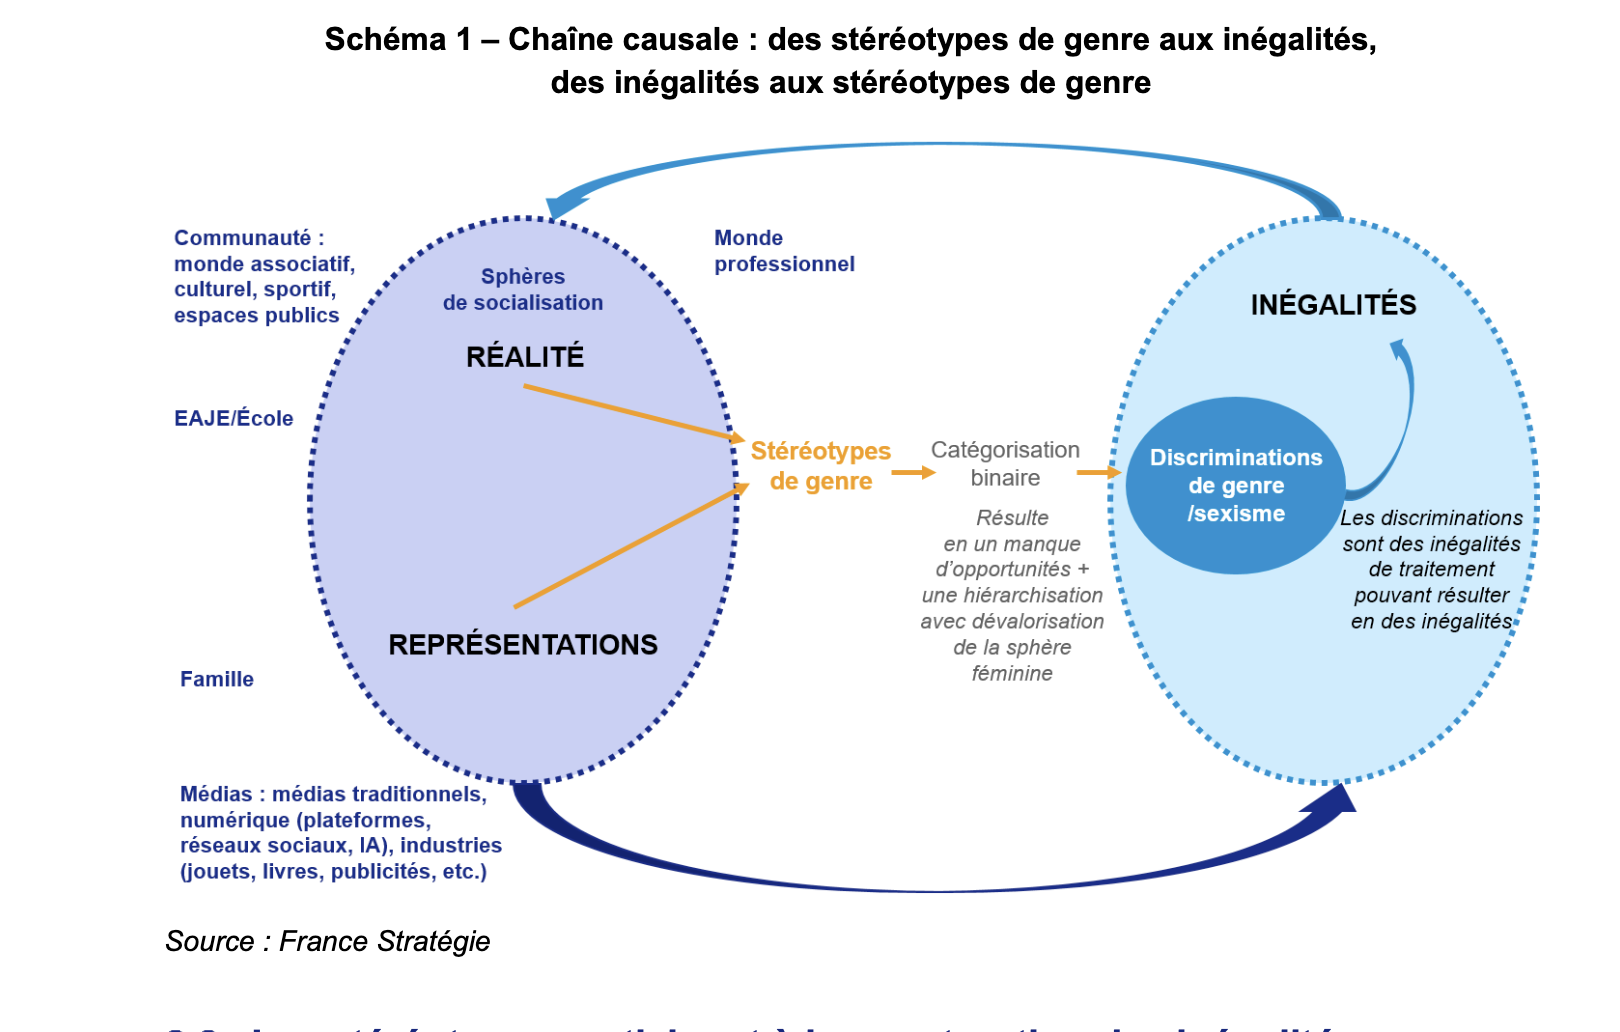 Schéma 1 – Chaîne causale : des stéréotypes de genre aux inégalités,
des inégalités aux stéréotypes de genre
Communauté :
monde associatif,
culturel, sportif,
espaces publics
Monde
professionnel
Sphères
de socialisation
RÉALITÉ
INÉGALITÉS
EAJE/École
Stéréotypes
de genre
Catégorisation
binaire
Résulte
en un manque
d’opportunités +
une hiérarchisation
avec dévalorisation
de la sphère
féminine
Discriminations
de genre
/sexisme
Les discriminations
sont des inégalités
de traitement
pouvant résulter
en des inégalités
REPRÉSENTATIONS
Famille
Médias : médias traditionnels,
numérique (plateformes,
réseaux sociaux, IA), industries
(jouets, livres, publicités, etc.)
Source : France Stratégie